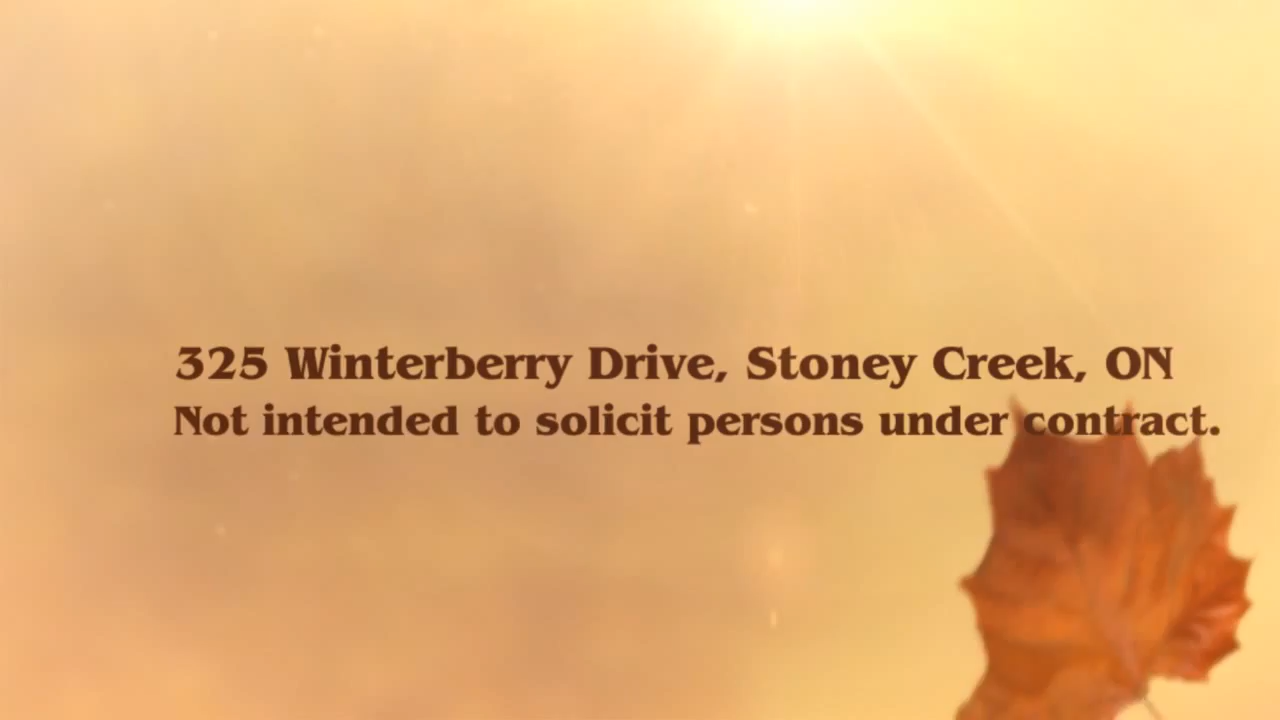 325 Winterberry Drive, Stoney Creek, ON
Not intended to solicit persons under contract.